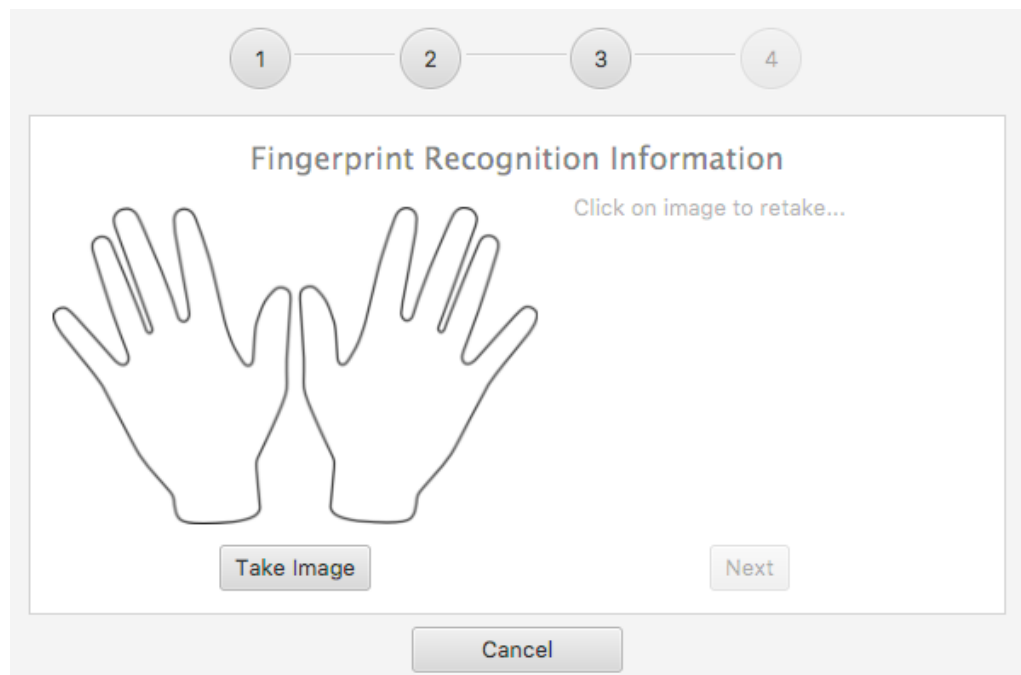 1 2 3 4
Fingerprint Recognition Information
Click on image to retake...
Take Image
Next
Cancel